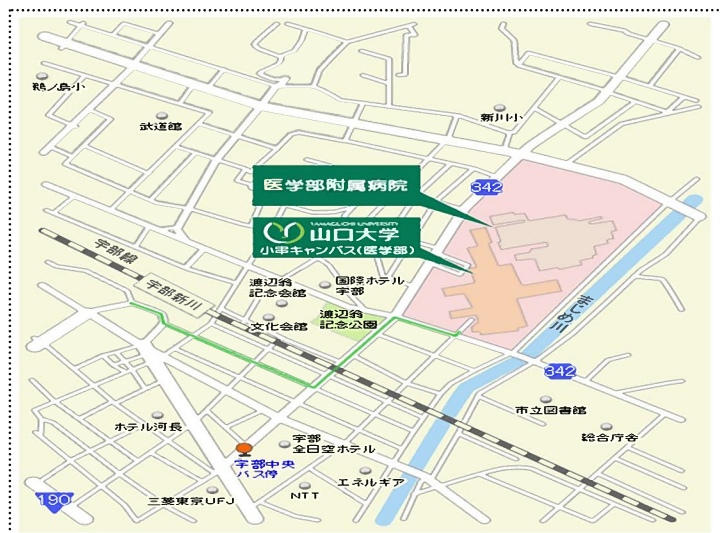 鵜ノ島小
武道館
新川小
342
医学部附属病院
YAMAGUCHI UNIVERSITY
山口大学
小串キャンパス(医学部)
宇部線
宇部新川
渡辺翁
記念会館
国際ホテル
宇部
文化会館
渡辺翁
記念公園
まじめ川
342
市立図書館
総合庁舎
ホテル河長
宇部
全日空ホテル
宇部中央
バス停
エネルギア
NTT
三菱東京UFJ
190